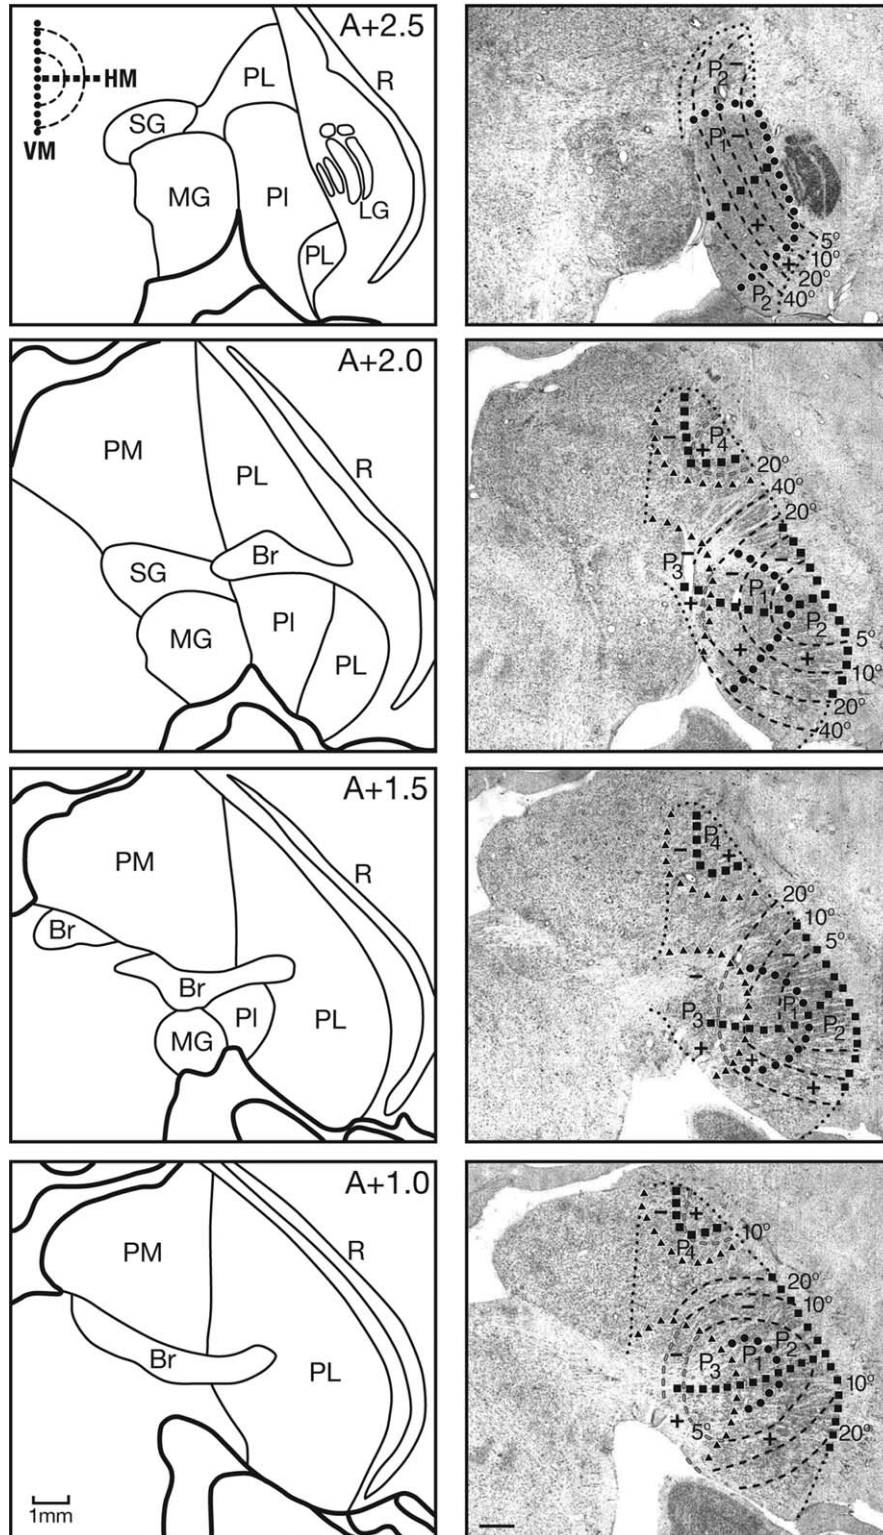 A+2.5
HM
VM
PL
R
SG
MG
PI
LG
PL
P2 −
P1 −
+
+
5°
10°
20°
P2 40°
A+2.0
PM
PL
R
Br
SG
MG
PI
PL
− P4
+
20°
40°
20°
−
P3 − −
P1
+ P2
5°
+ +
10°
20°
40°
A+1.5
PM
R
Br
Br
PI
PL
MG
P4
− +
20°
10°
5°
− −
P1
P3 P2
+ +
+
A+1.0
PM
R
Br
PL
1mm
− +
P4 10°
20°
− 10°
P2
− P3 P1
10°
+ 5° + 20°